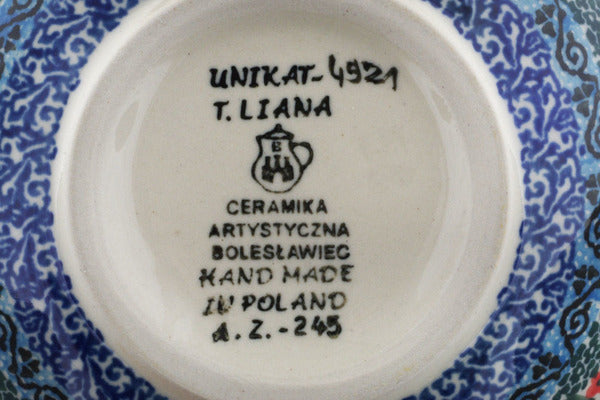 UNIKAT-4921
T. LIANA
B
CERAMIKA
ARTYSTYCZNA
BOLESŁAWIEC
HAND MADE
IN POLAND
A. Z. - 245